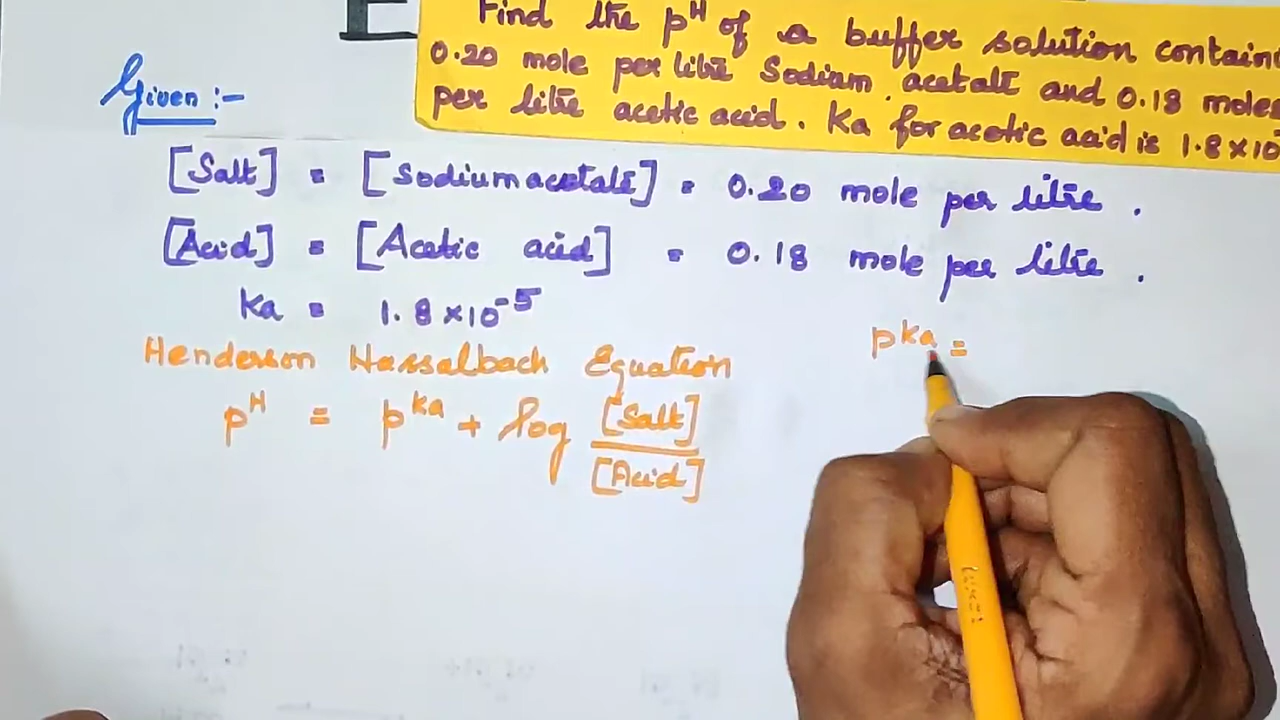 E
Find the pH of a buffer solution contain
0.20 mole per litre Sodium acetate and 0.18 moles
per litre acetic acid. Ka for acetic acid is 1.8×10
Given :-
[Salt] = [Sodium acetate] = 0.20 mole per litre.
[Acid] = [Acetic acid] = 0.18 mole per litre.
Ka = 1.8×10⁻⁵
pka =
Henderson Hassalbach Equation
pH = pka + log [Salt]
[Acid]